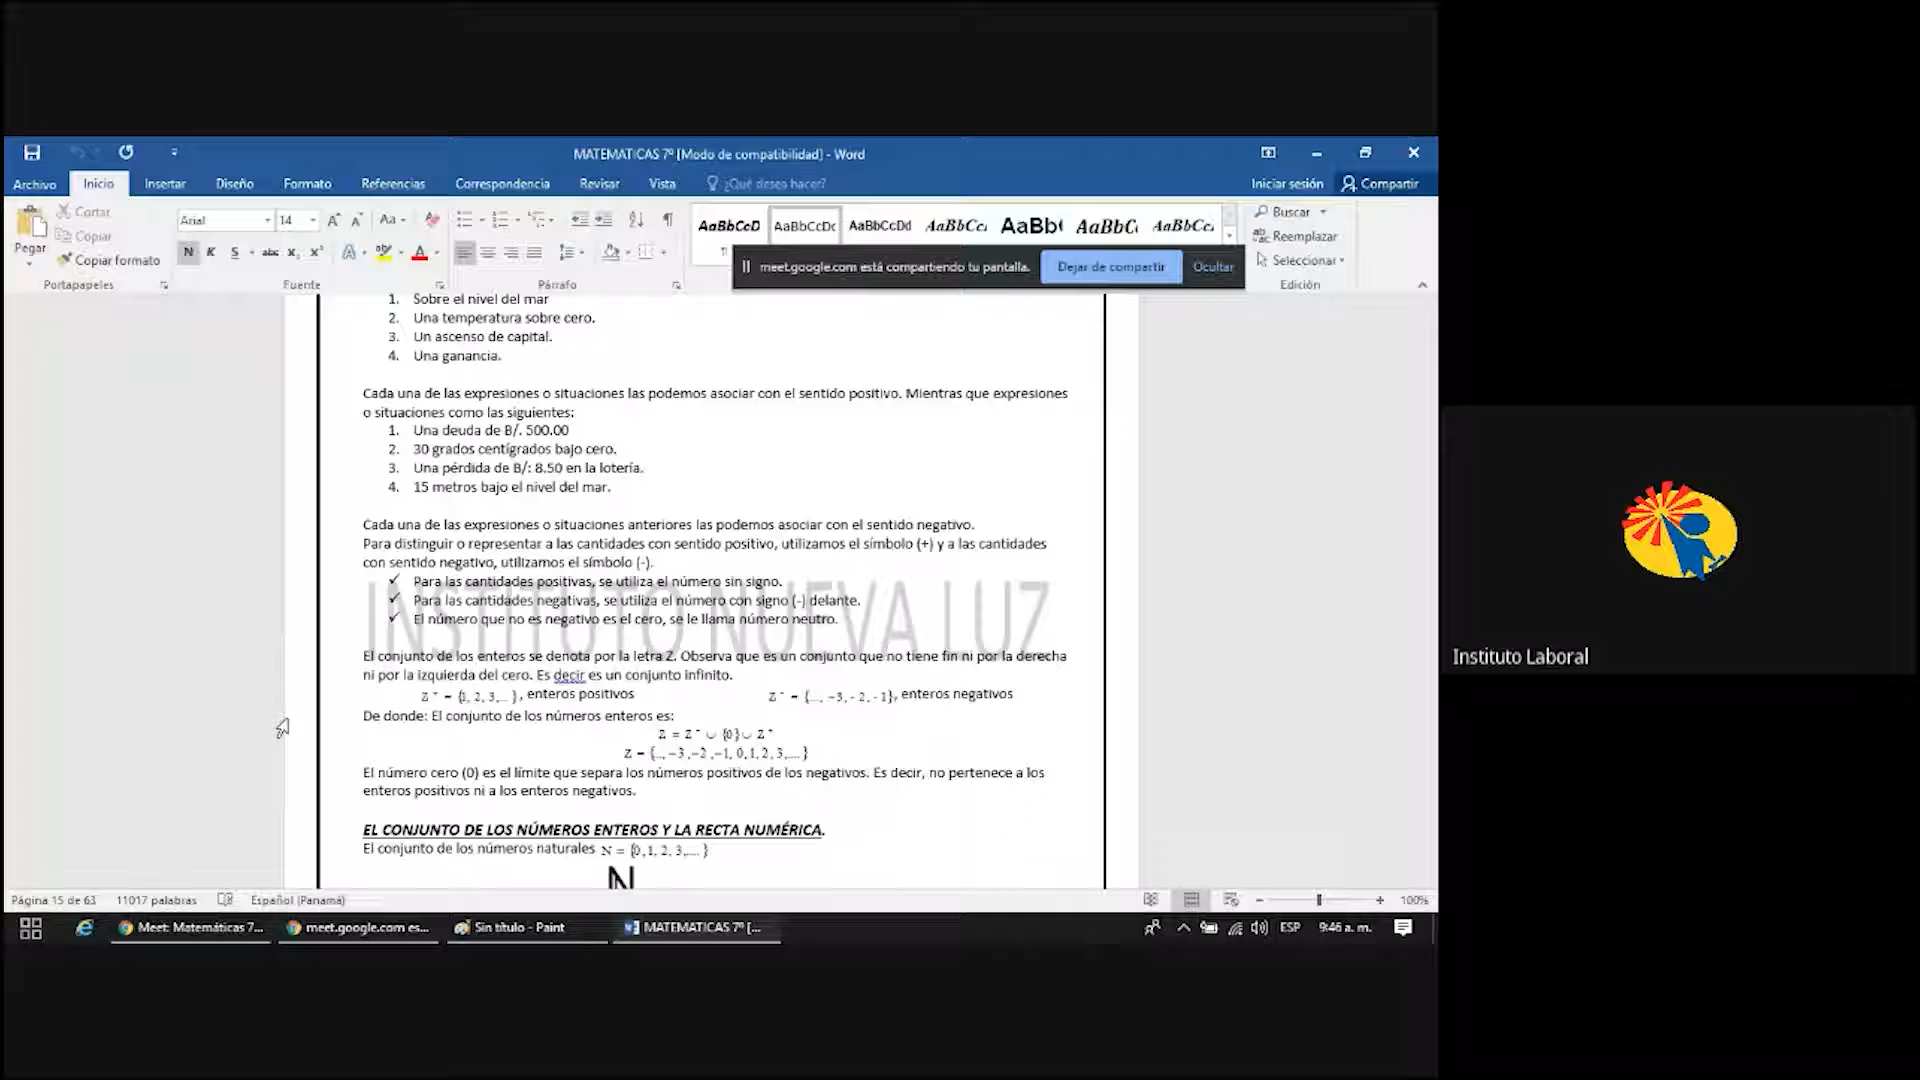 MATEMATICAS 7º [Modo de compatibilidad] - Word
Archivo Inicio Insertar Diseño Formato Referencias Correspondencia Revisar Vista ¿Qué desea hacer? Iniciar sesión Compartir
Pegar Cortar Copiar Copiar formato
Portapapeles
Arial 14
N K S abc x₂ x²
Fuente
Párrafo
AaBbCcD AaBbCcDc AaBbCcDd AaBbCc AaBb( AaBbC AaBbCc
meet.google.com está compartiendo tu pantalla. Dejar de compartir Ocultar
Buscar
Reemplazar
Seleccionar
Edición
1. Sobre el nivel del mar
2. Una temperatura sobre cero.
3. Un ascenso de capital.
4. Una ganancia.
Cada una de las expresiones o situaciones las podemos asociar con el sentido positivo. Mientras que expresiones
o situaciones como las siguientes:
1. Una deuda de B/. 500.00
2. 30 grados centígrados bajo cero.
3. Una pérdida de B/: 8.50 en la lotería.
4. 15 metros bajo el nivel del mar.
Cada una de las expresiones o situaciones anteriores las podemos asociar con el sentido negativo.
Para distinguir o representar a las cantidades con sentido positivo, utilizamos el símbolo (+) y a las cantidades
con sentido negativo, utilizamos el símbolo (-).
✓ Para las cantidades positivas, se utiliza el número sin signo.
✓ Para las cantidades negativas, se utiliza el número con signo (-) delante.
✓ El número que no es negativo es el cero, se le llama número neutro.
INSTITUTO NUEVA LUZ
El conjunto de los enteros se denota por la letra Z. Observa que es un conjunto que no tiene fin ni por la derecha
ni por la izquierda del cero. Es decir es un conjunto infinito.
Z⁺ = {1, 2, 3,... }, enteros positivos Z⁻ = {..., −3, - 2, - 1}, enteros negativos
De donde: El conjunto de los números enteros es:
Z = Z⁻ ∪ {0} ∪ Z⁺
Z = {.., −3 ,−2 ,−1, 0,1, 2, 3,.... }
El número cero (0) es el límite que separa los números positivos de los negativos. Es decir, no pertenece a los
enteros positivos ni a los enteros negativos.
EL CONJUNTO DE LOS NÚMEROS ENTEROS Y LA RECTA NUMÉRICA.
El conjunto de los números naturales N = {0,1, 2, 3,.... }
N
Página 15 de 63 11017 palabras Español (Panamá) 100%
Meet: Matemáticas 7... meet.google.com es... Sin título - Paint MATEMATICAS 7º [... ESP 9:46 a. m.
Instituto Laboral